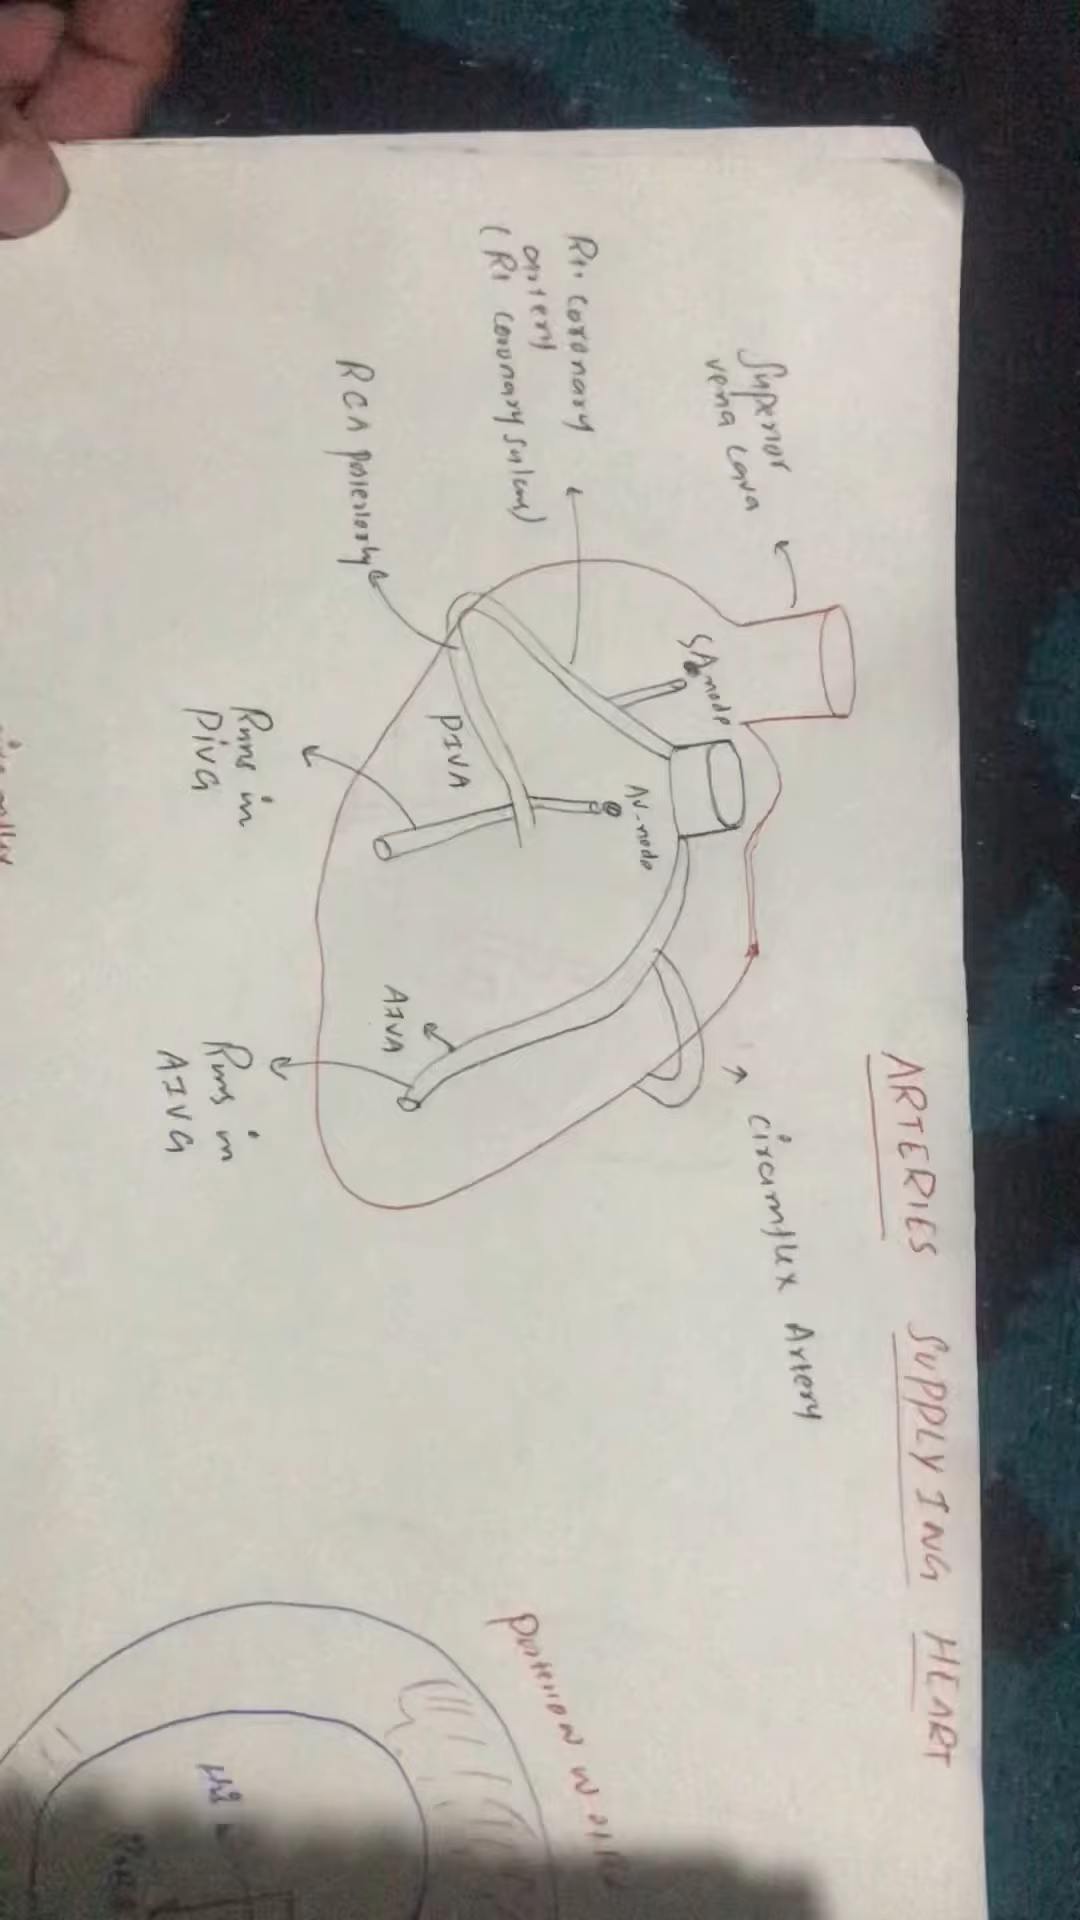 ARTERIES SUPPLYING HEART
Superior
vena cava
Rt. coronary
artery
(Rt coronary sulcus)
RCA posteriorly
SA node
AV-node
PIVA
Runs in
PIVG
AIVA
Runs in
AIVG
circumflex Artery